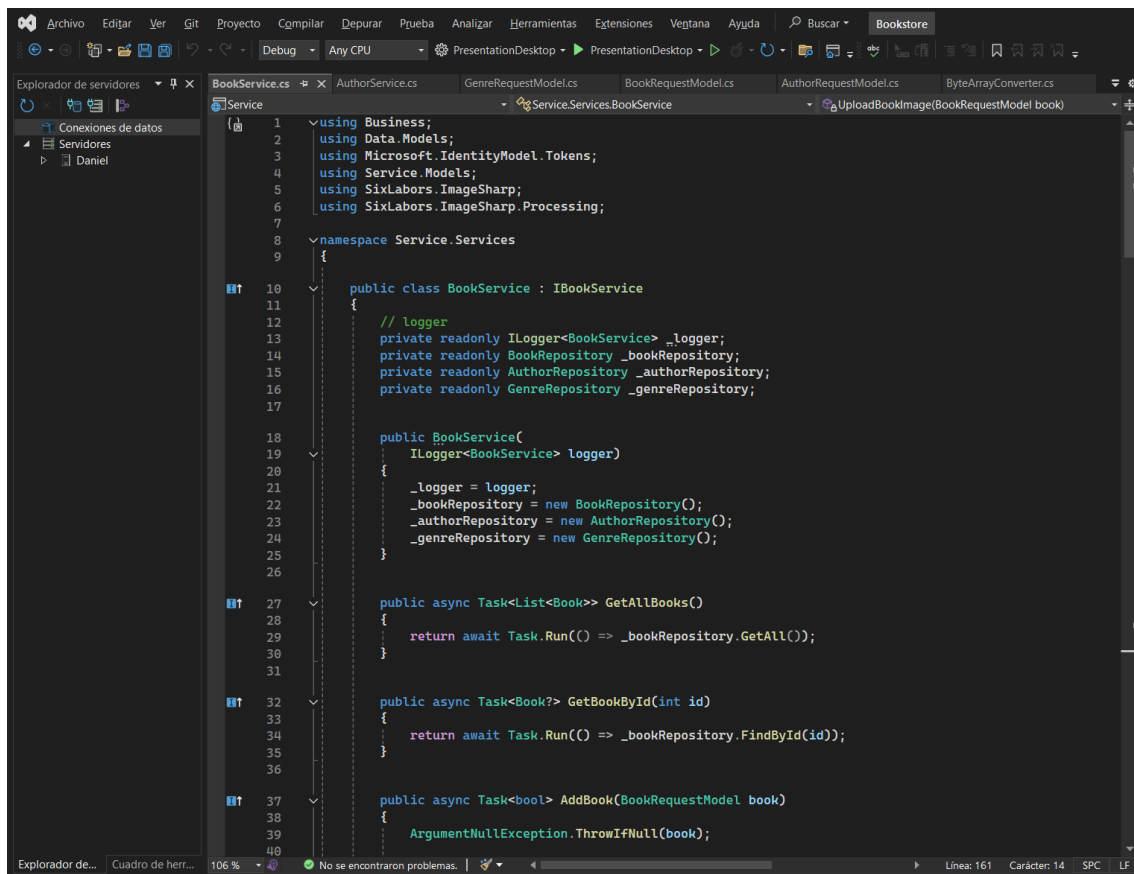 Archivo Editar Ver Git Proyecto Compilar Depurar Prueba Analizar Herramientas Extensiones Ventana Ayuda Buscar Bookstore
Debug Any CPU PresentationDesktop PresentationDesktop
Explorador de servidores
BookService.cs AuthorService.cs GenreRequestModel.cs BookRequestModel.cs AuthorRequestModel.cs ByteArrayConverter.cs
Service Service.Services.BookService UploadBookImage(BookRequestModel book)
Conexiones de datos
Servidores
Daniel
1 using Business;
2 using Data.Models;
3 using Microsoft.IdentityModel.Tokens;
4 using Service.Models;
5 using SixLabors.ImageSharp;
6 using SixLabors.ImageSharp.Processing;
7
8 namespace Service.Services
9 {
10 public class BookService : IBookService
11 {
12 // logger
13 private readonly ILogger<BookService> _logger;
14 private readonly BookRepository _bookRepository;
15 private readonly AuthorRepository _authorRepository;
16 private readonly GenreRepository _genreRepository;
17
18 public BookService(
19 ILogger<BookService> logger)
20 {
21 _logger = logger;
22 _bookRepository = new BookRepository();
23 _authorRepository = new AuthorRepository();
24 _genreRepository = new GenreRepository();
25 }
26
27 public async Task<List<Book>> GetAllBooks()
28 {
29 return await Task.Run(() => _bookRepository.GetAll());
30 }
31
32 public async Task<Book?> GetBookById(int id)
33 {
34 return await Task.Run(() => _bookRepository.FindById(id));
35 }
36
37 public async Task<bool> AddBook(BookRequestModel book)
38 {
39 ArgumentNullException.ThrowIfNull(book);
40
Explorador de... Cuadro de herr... 106 % No se encontraron problemas. Línea: 161 Carácter: 14 SPC LF